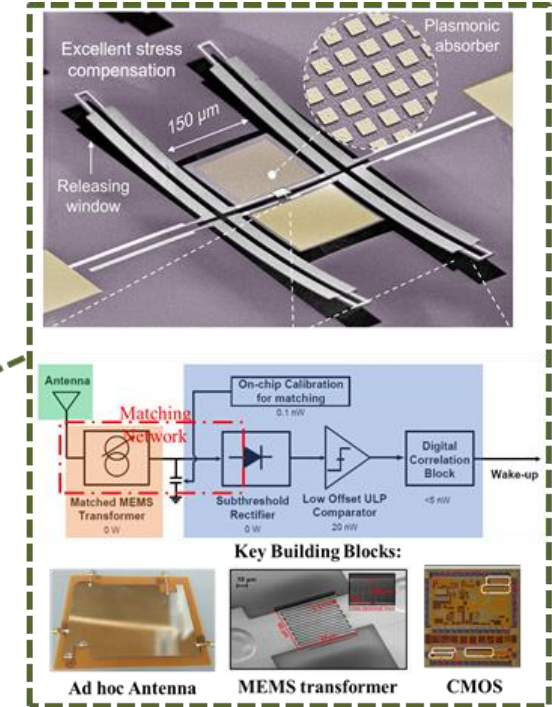 Plasmonic
absorber
Excellent stress
compensation
150 μm
Releasing
window
Antenna
On-chip Calibration
for matching
0.1 nW
Matching
Network
Matched MEMS
Transformer
0 W
Subthreshold
Rectifier
0 W
Low Offset ULP
Comparator
20 nW
Digital
Correlation
Block
<5 nW
Wake-up
Key Building Blocks:
10 μm
Ad hoc Antenna
MEMS transformer
CMOS